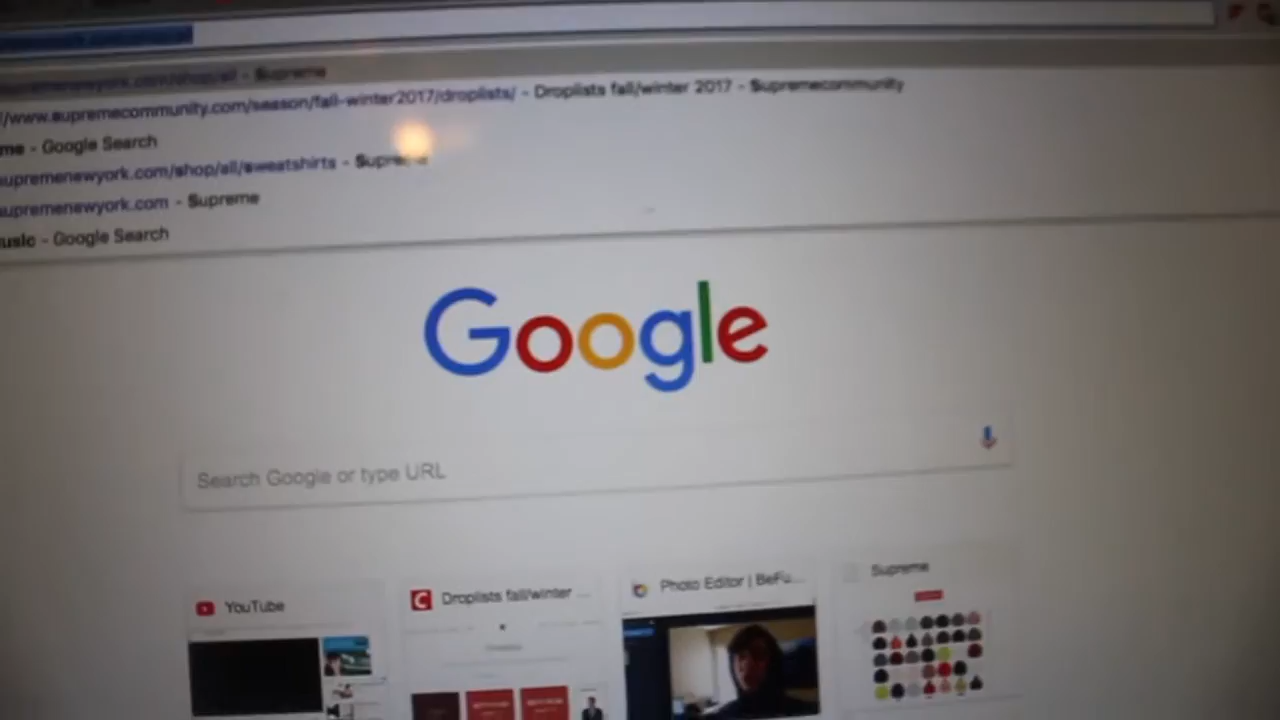 supremenewyork.com/shop/all - Supreme
/www.supremecommunity.com/season/fall-winter2017/droplists/ - Droplists fall/winter 2017 - Supremecommunity
me - Google Search
supremenewyork.com/shop/all/sweatshirts - Supreme
supremenewyork.com - Supreme
usic - Google Search
Google
Search Google or type URL
YouTube
Droplists fall/winter ...
Photo Editor | BeFu...
Supreme